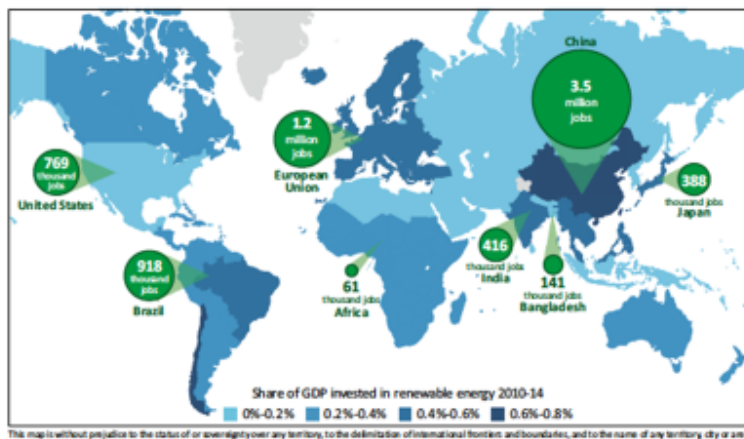 China
3.5
million
jobs
1.2
million
jobs
European
Union
769
thousand
jobs
United States
388
thousand jobs
Japan
918
thousand
jobs
Brazil
61
thousand jobs
Africa
416
thousand jobs
India
141
thousand jobs
Bangladesh
Share of GDP invested in renewable energy 2010-14
0%-0.2%
0.2%-0.4%
0.4%-0.6%
0.6%-0.8%
This map is without prejudice to the status of or sovereignty over any territory, to the delimitation of international frontiers and boundaries, and to the name of any territory, city or